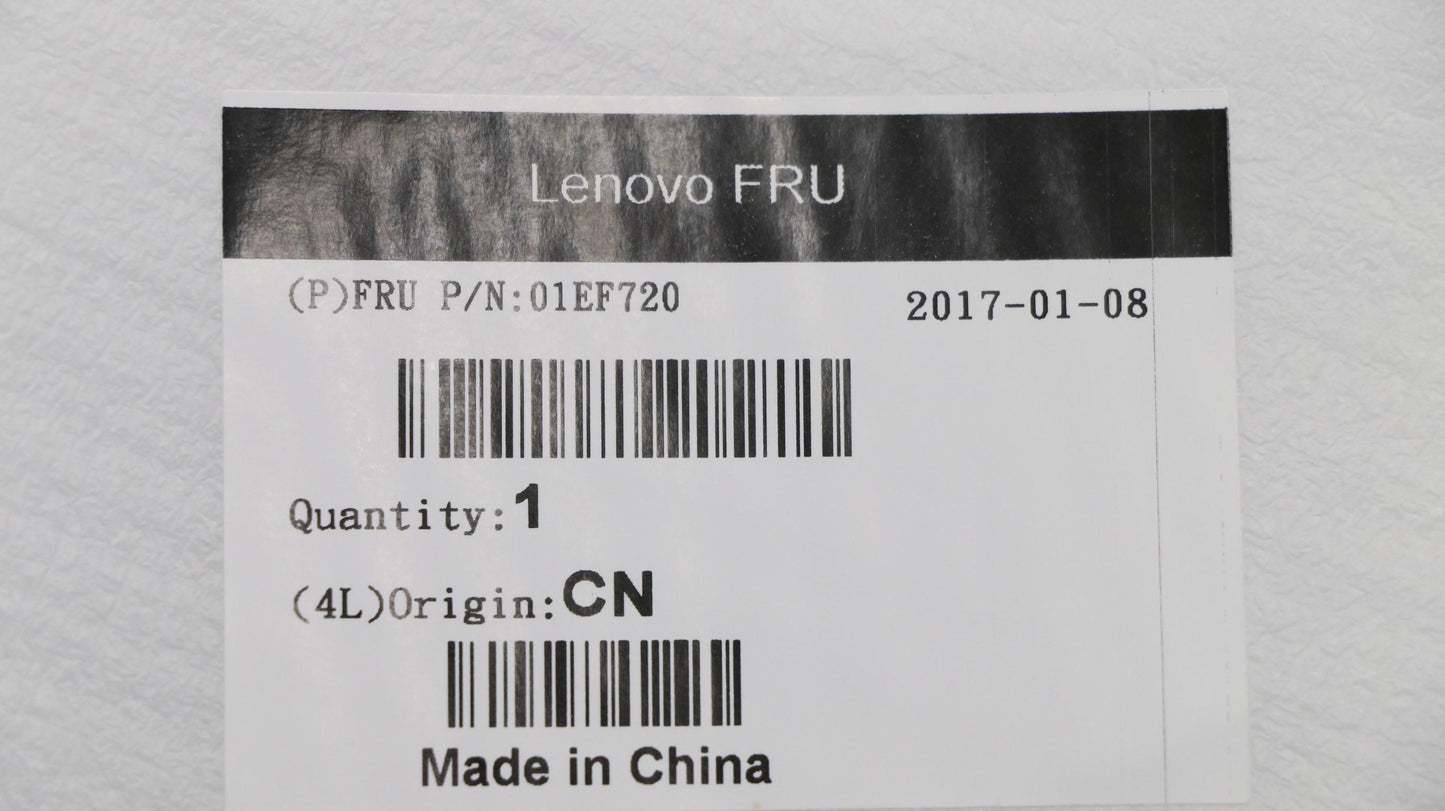 Lenovo FRU
(P)FRU P/N:01EF720 2017-01-08
Quantity:1
(4L)Origin:CN
Made in China